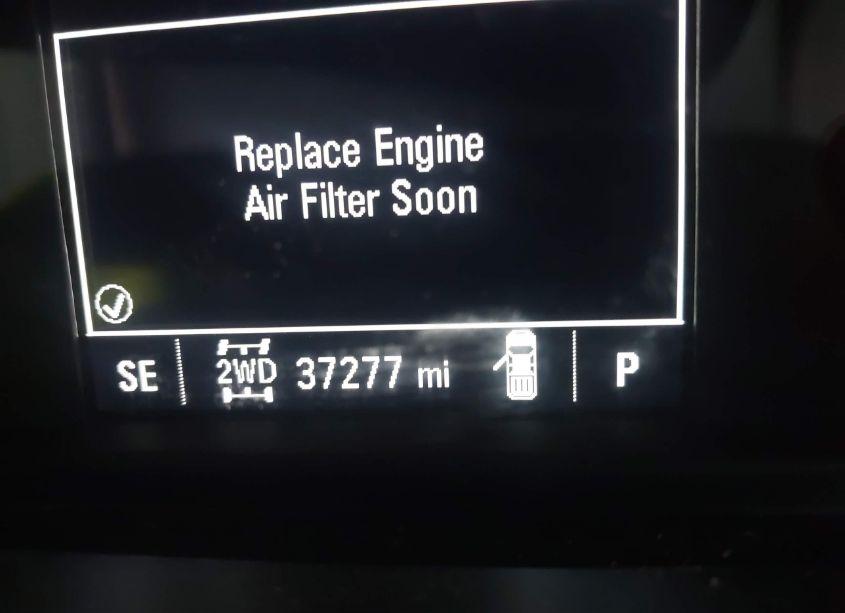 Replace Engine
Air Filter Soon
SE 2WD 37277 mi P